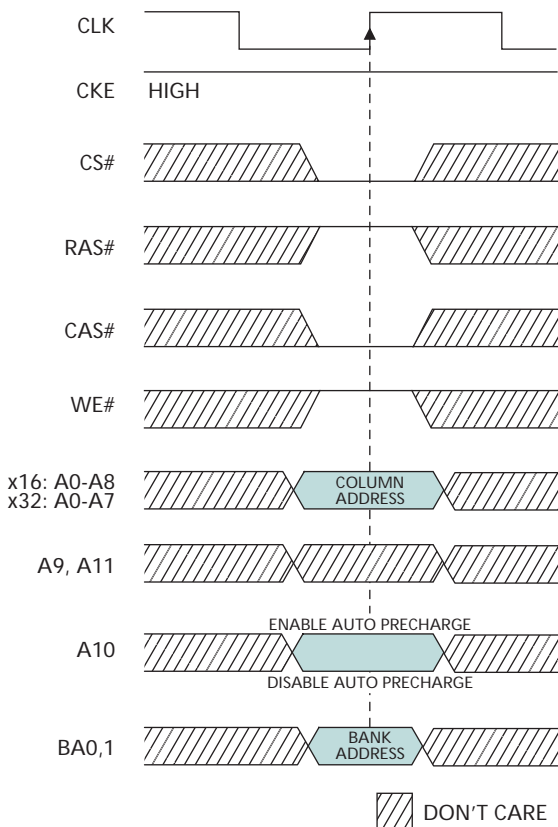 CLK
CKE HIGH
CS#
RAS#
CAS#
WE#
x16: A0-A8
x32: A0-A7
COLUMN
ADDRESS
A9, A11
ENABLE AUTO PRECHARGE
A10
DISABLE AUTO PRECHARGE
BA0,1
BANK
ADDRESS
DON'T CARE